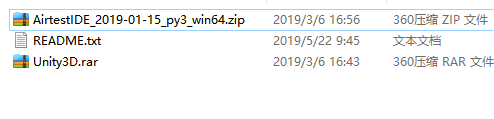 AirtestIDE_2019-01-15_py3_win64.zip 2019/3/6 16:56 360压缩 ZIP 文件
README.txt 2019/5/22 9:45 文本文档
Unity3D.rar 2019/3/6 16:43 360压缩 RAR 文件